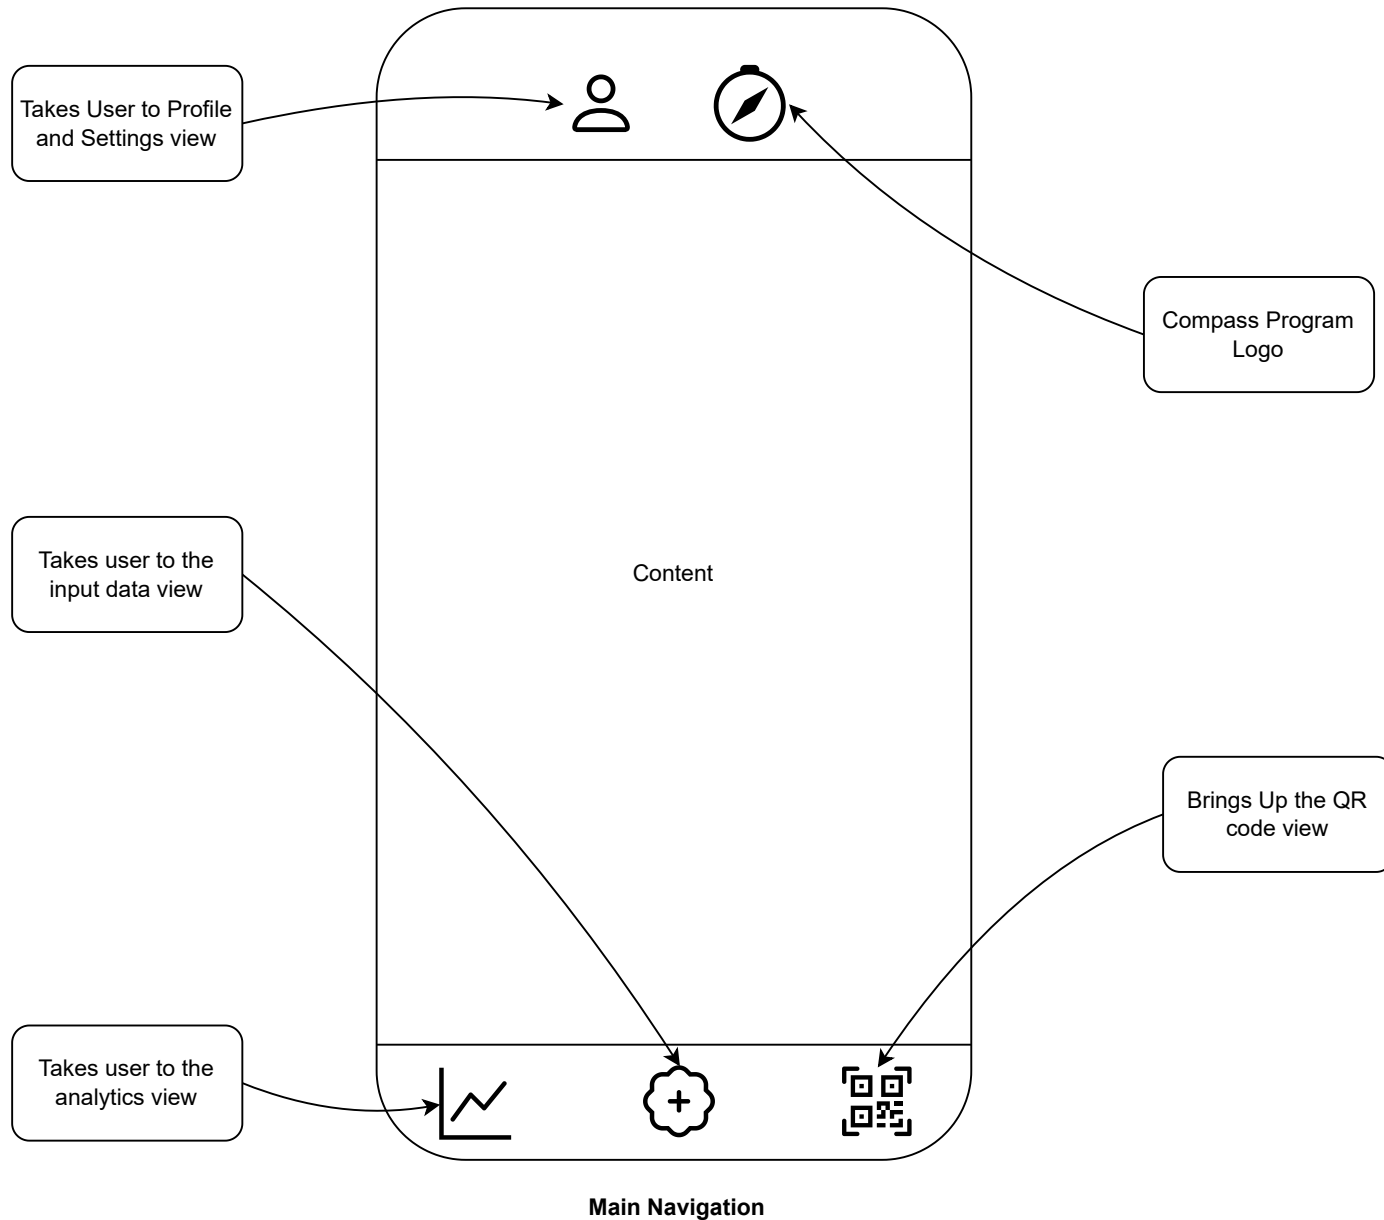 Takes User to Profile
and Settings view
Compass Program
Logo
Takes user to the
input data view
Content
Brings Up the QR
code view
Takes user to the
analytics view
Main Navigation